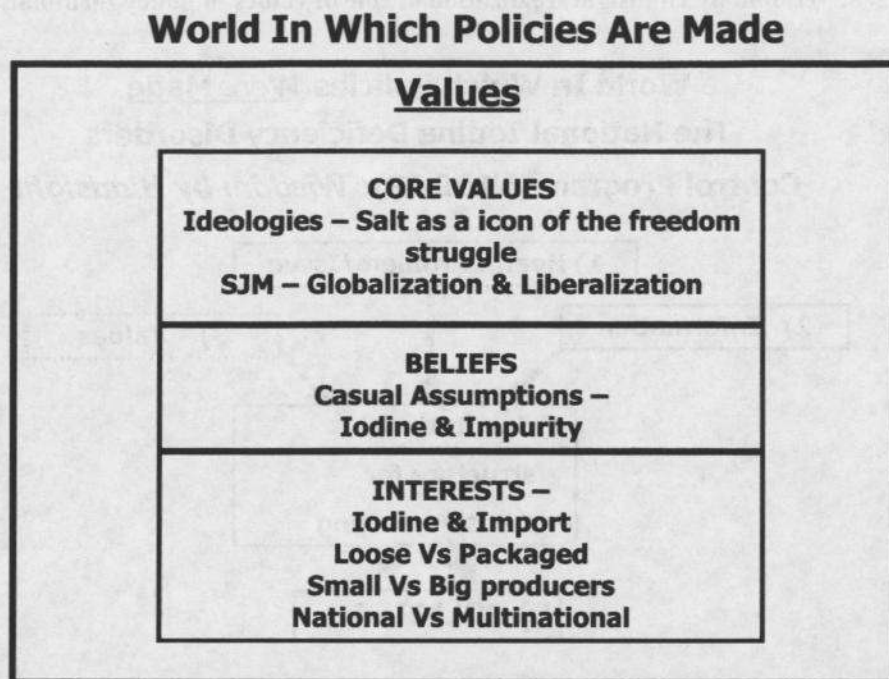 World In Which Policies Are Made
Values
CORE VALUES
Ideologies – Salt as a icon of the freedom
struggle
SJM – Globalization & Liberalization
BELIEFS
Casual Assumptions –
Iodine & Impurity
INTERESTS –
Iodine & Import
Loose Vs Packaged
Small Vs Big producers
National Vs Multinational